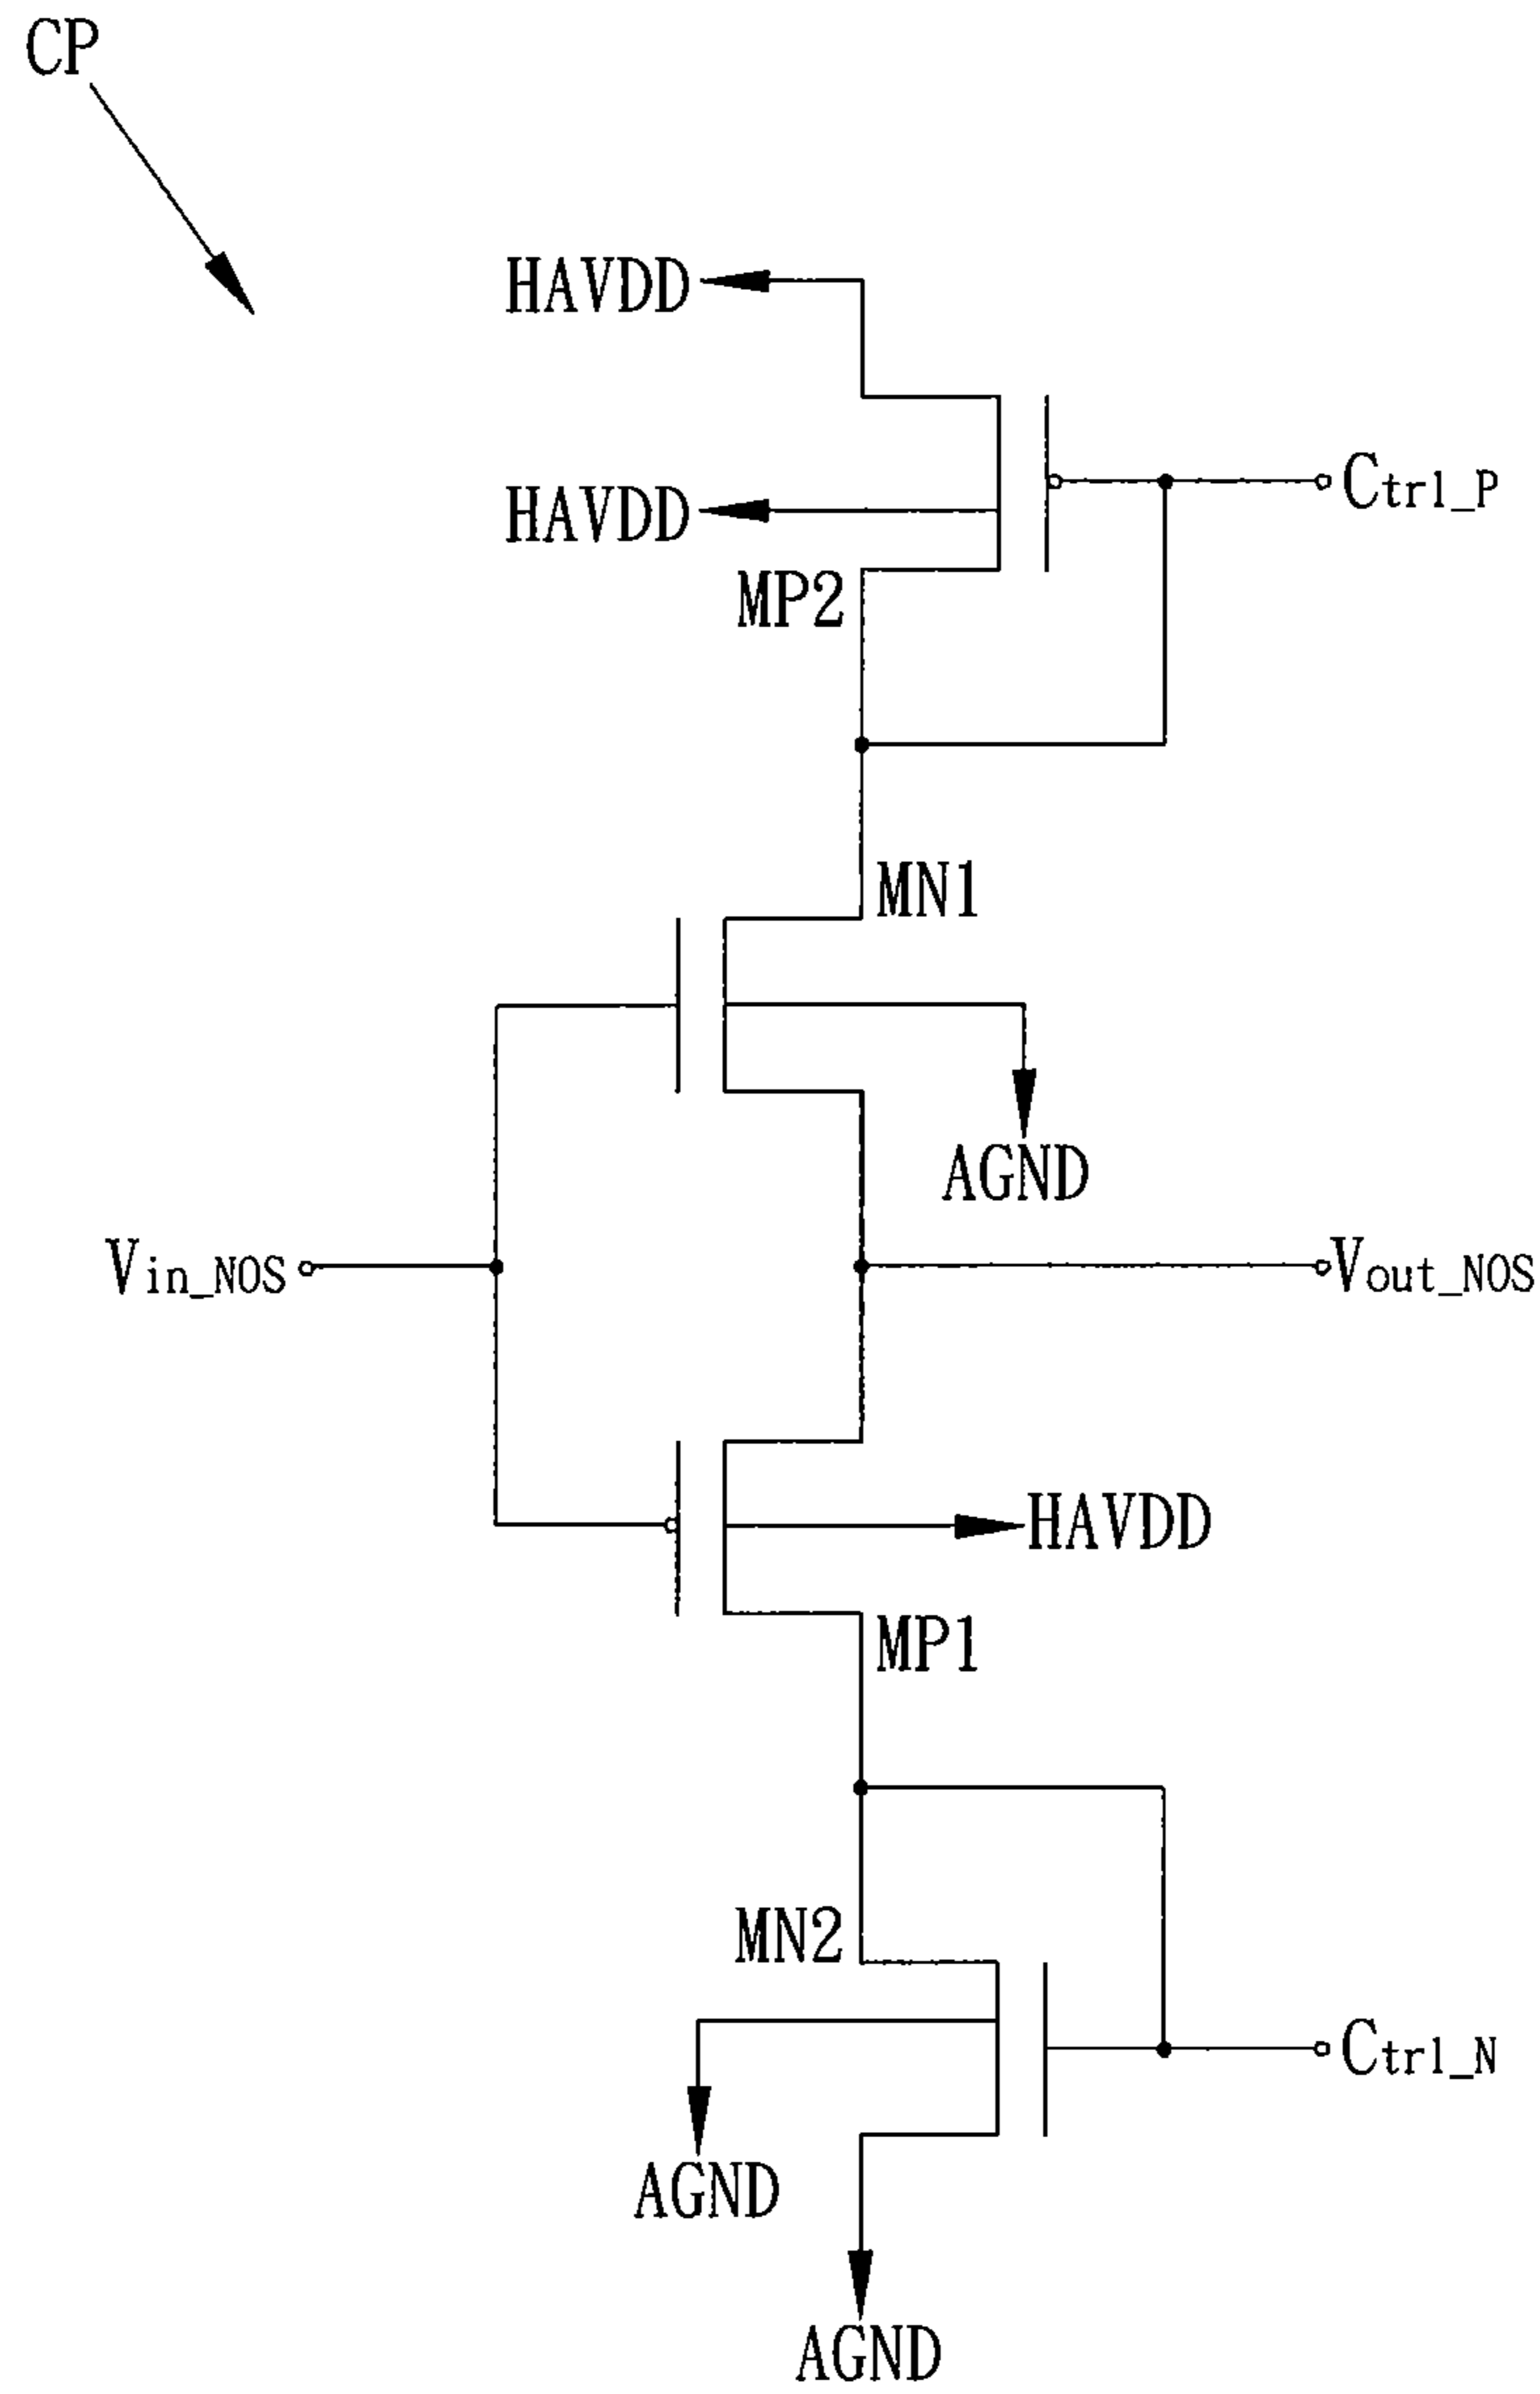 CP
HAVDD
HAVDD
Ctrl_P
MP2
MN1
AGND
Vin_NOS
Vout_NOS
HAVDD
MP1
MN2
Ctrl_N
AGND
AGND